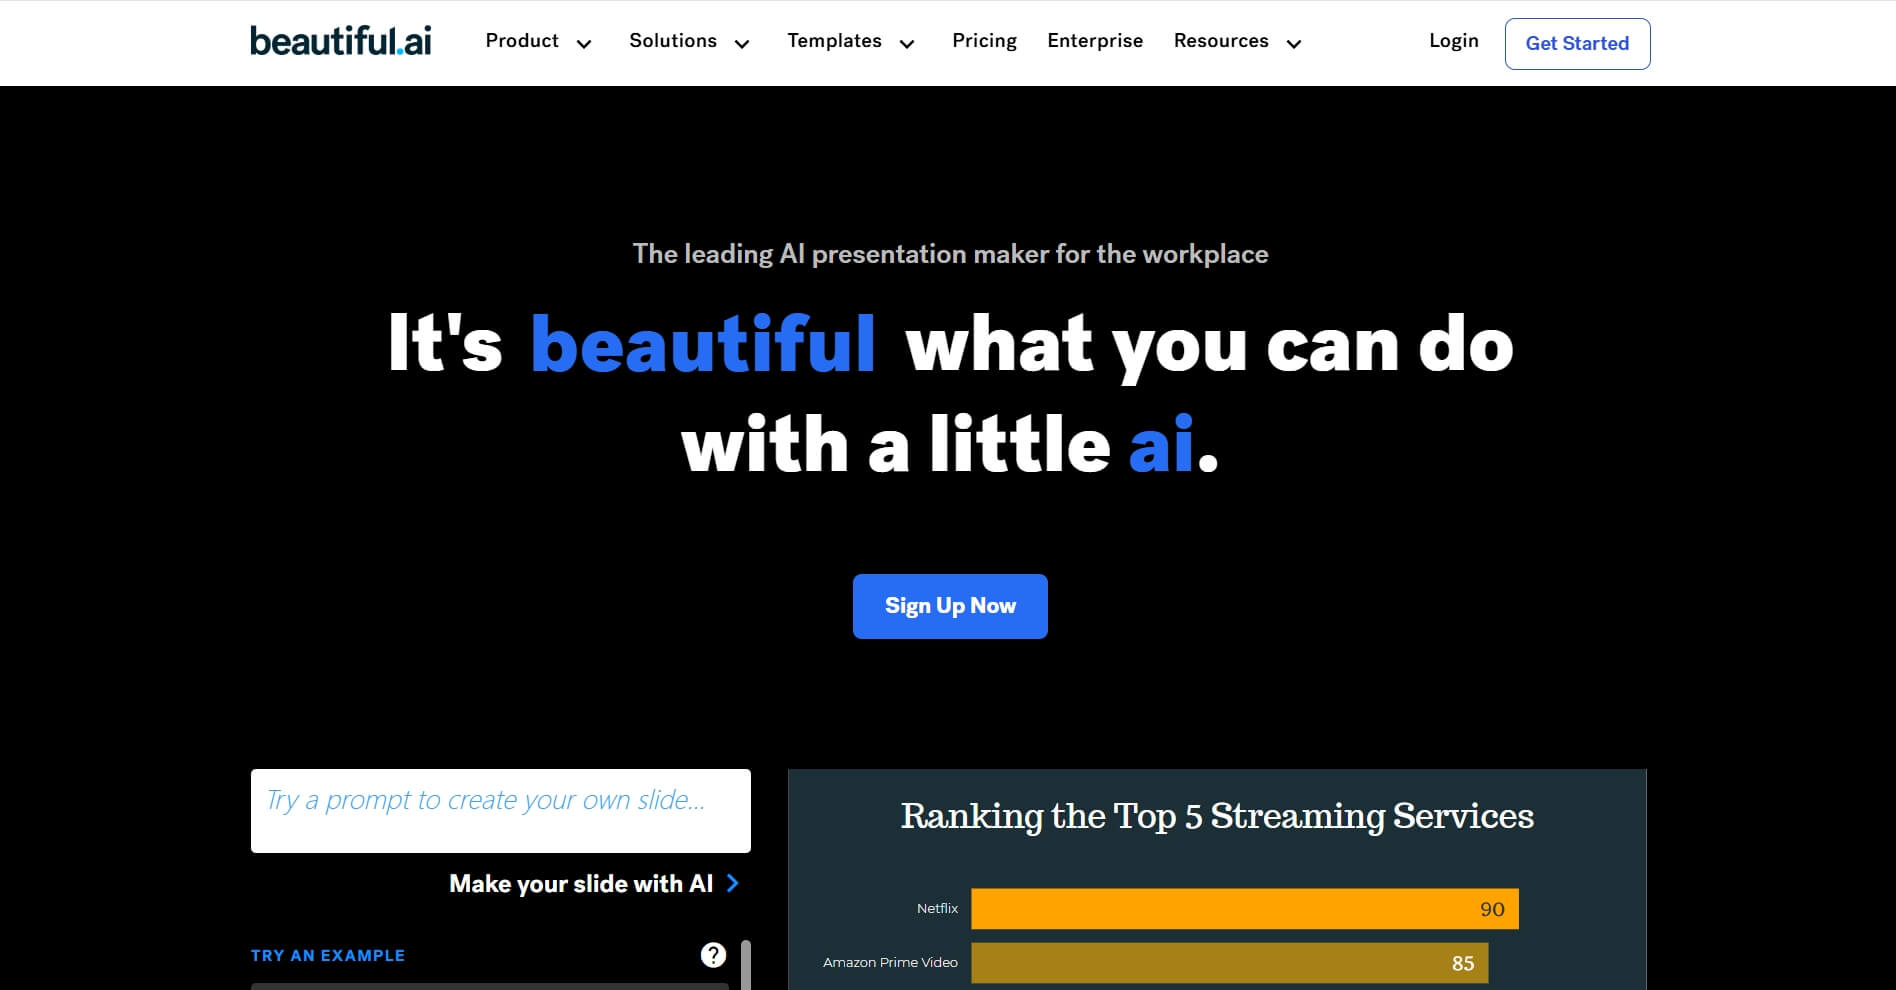 beautiful.ai Product Solutions Templates Pricing Enterprise Resources Login Get Started
The leading AI presentation maker for the workplace
It's beautiful what you can do
with a little ai.
Sign Up Now
Try a prompt to create your own slide...
Make your slide with AI
TRY AN EXAMPLE ?
Ranking the Top 5 Streaming Services
Netflix 90
Amazon Prime Video 85